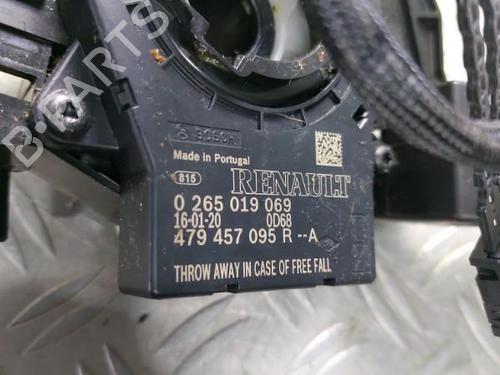 B-PARTS
BOSCH
Made in Portugal
815
RENAULT
0 265 019 069
16-01-20 0D68
479 457 095 R --A
THROW AWAY IN CASE OF FREE FALL